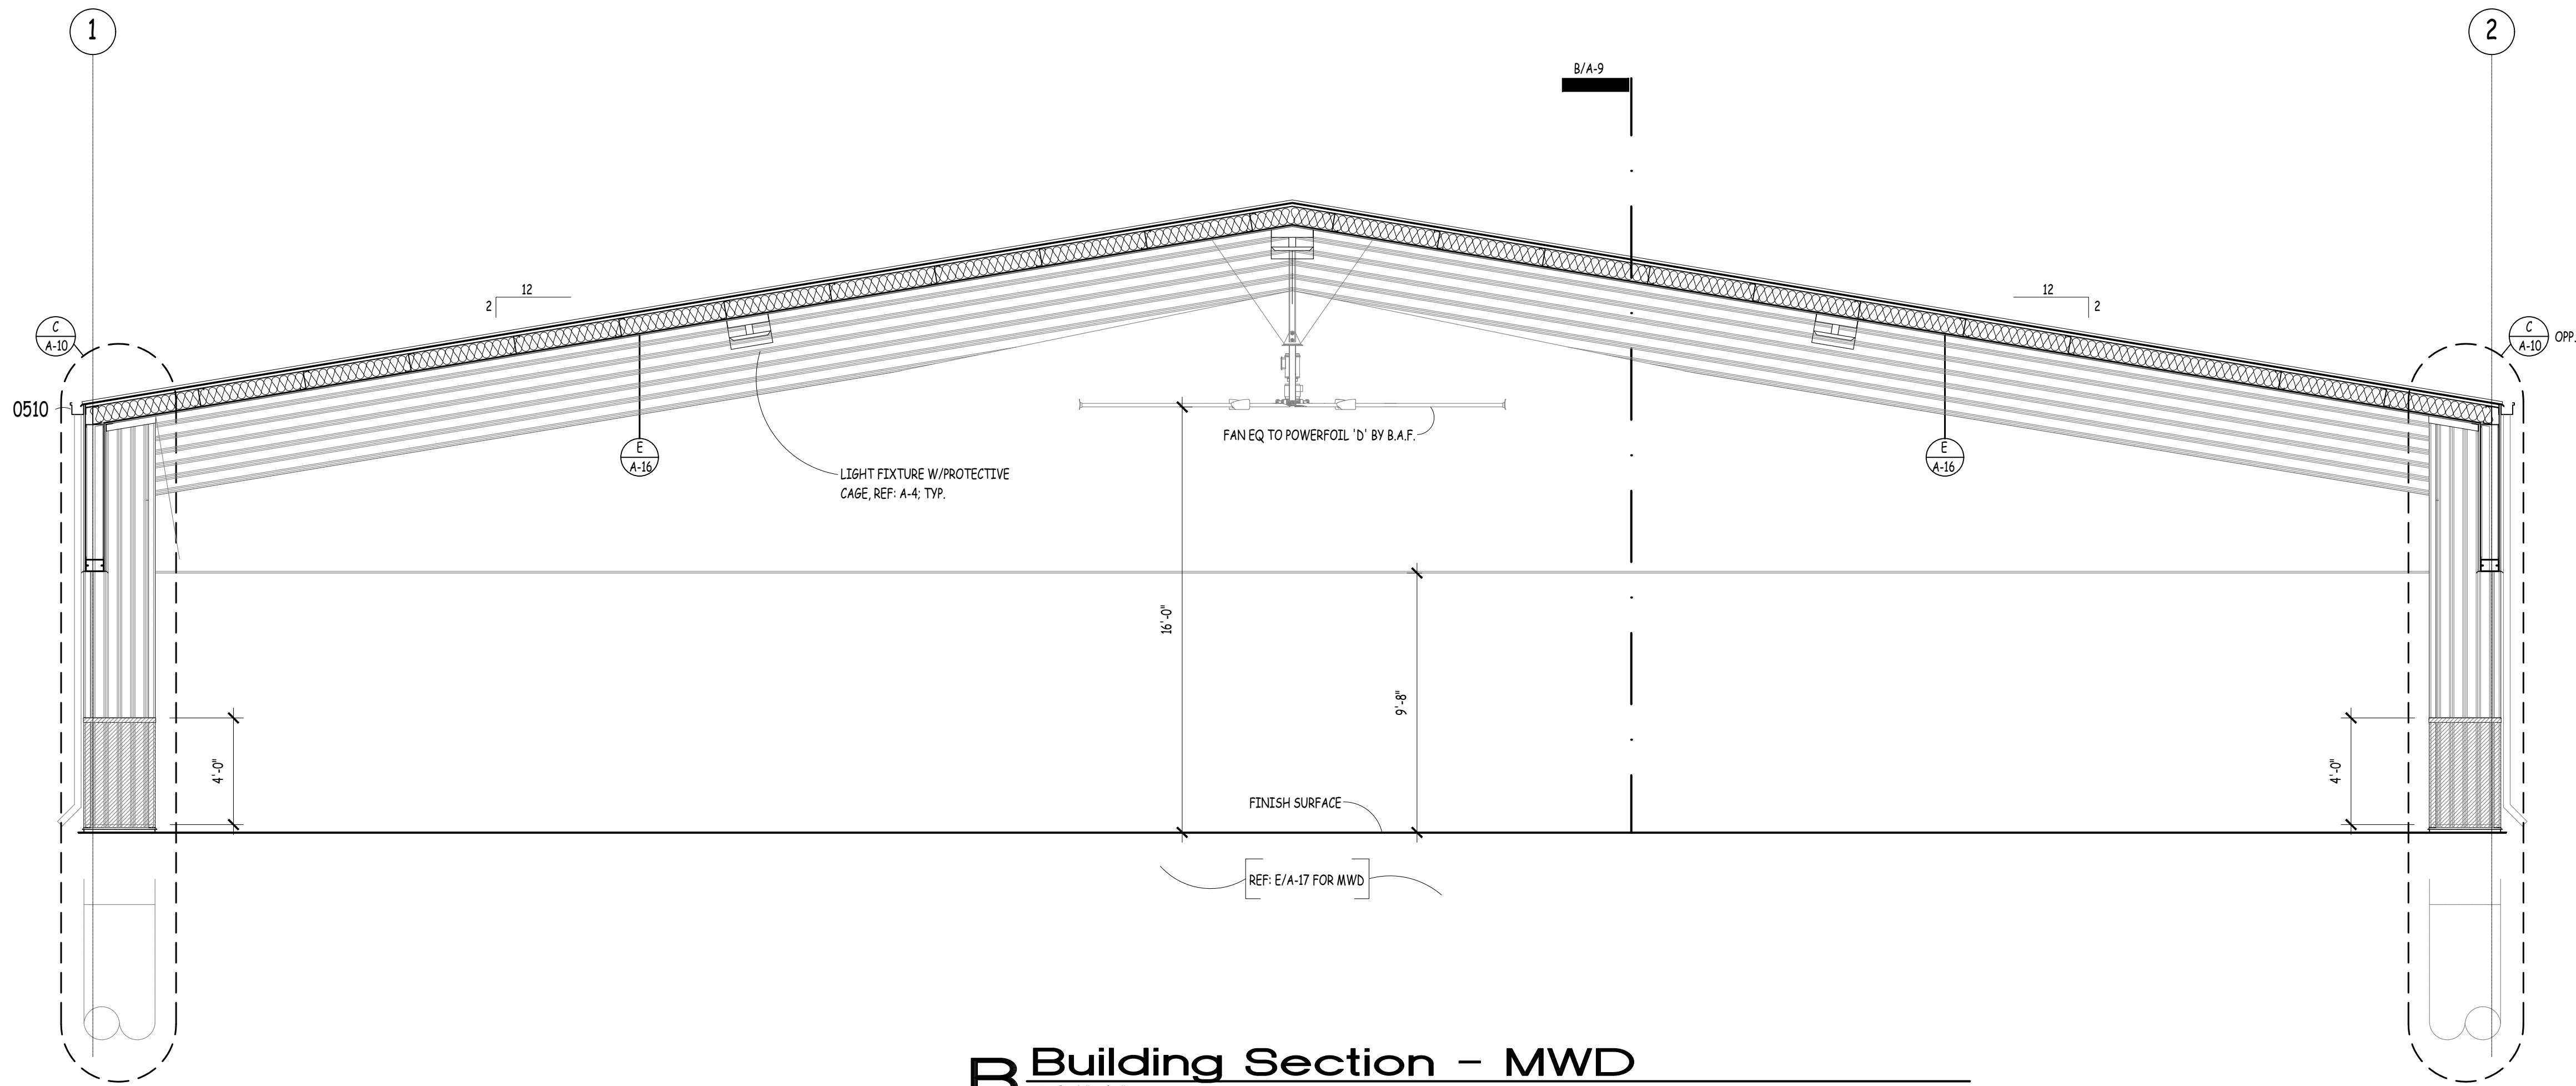 1
2
B/A-9
12
2
12
2
C
A-10
C
A-10
OPP.
0510
FAN EQ TO POWERFOIL 'D' BY B.A.F.
E
A-16
E
A-16
LIGHT FIXTURE W/PROTECTIVE
CAGE, REF: A-4; TYP.
16'-0"
9'-8"
4'-0"
4'-0"
FINISH SURFACE
REF: E/A-17 FOR MWD
B
Building Section - MWD